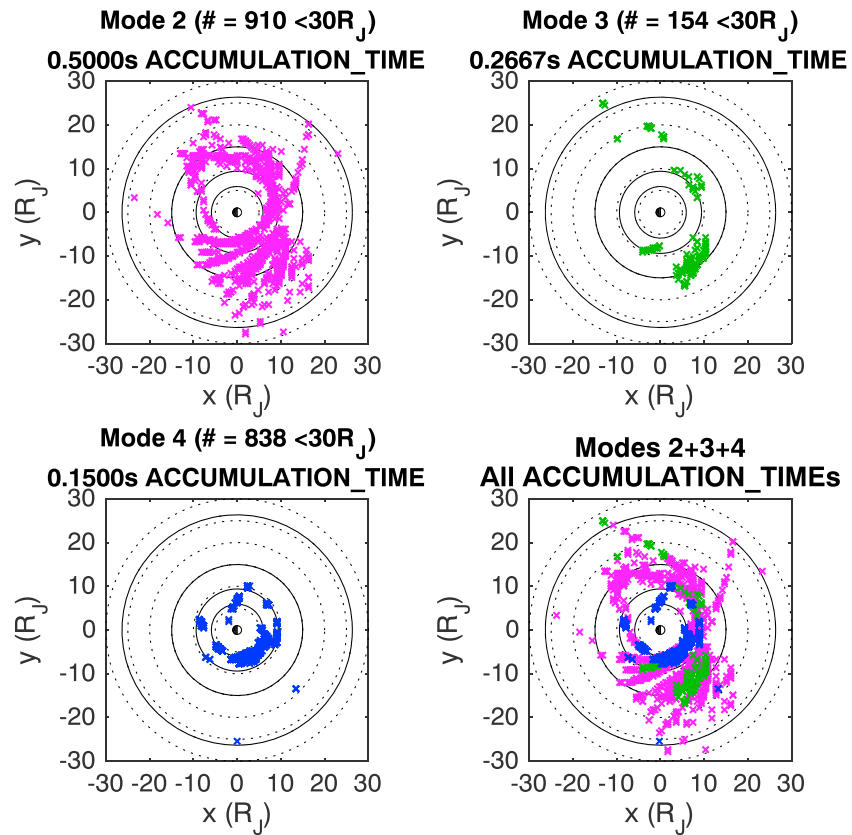 Mode 2 (# = 910 <30R_J)
0.5000s ACCUMULATION_TIME
30
20
10
0
-10
-20
-30
y (R_J)
-30 -20 -10 0 10 20 30
x (R_J)
Mode 3 (# = 154 <30R_J)
0.2667s ACCUMULATION_TIME
30
20
10
0
-10
-20
-30
y (R_J)
-30 -20 -10 0 10 20 30
x (R_J)
Mode 4 (# = 838 <30R_J)
0.1500s ACCUMULATION_TIME
30
20
10
0
-10
-20
-30
y (R_J)
-30 -20 -10 0 10 20 30
x (R_J)
Modes 2+3+4
All ACCUMULATION_TIMEs
30
20
10
0
-10
-20
-30
y (R_J)
-30 -20 -10 0 10 20 30
x (R_J)